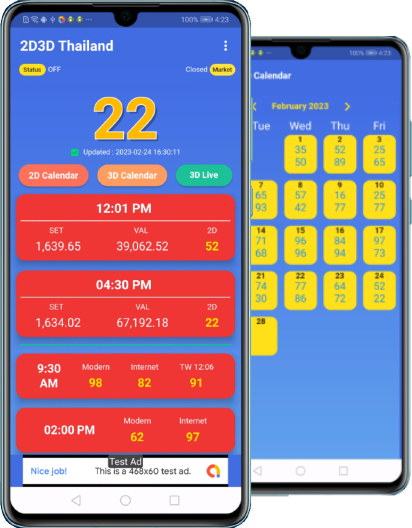 100% 4:23
2D3D Thailand
Status OFF
Closed Market
22
Updated : 2023-02-24 16:30:11
2D Calendar
3D Calendar
3D Live
12:01 PM
SET VAL 2D
1,639.65 39,062.52 52
04:30 PM
SET VAL 2D
1,634.02 67,192.18 22
Modern Internet TW 12:06
9:30 AM
98 82 91
Modern Internet
02:00 PM
62 97
Test Ad
Nice job! This is a 468x60 test ad.
100% 4:23
Calendar
February 2023
Tue Wed Thu Fri
1 2 3
35 52 25
50 89 65
7 8 9 10
65 57 16 25
93 42 77 77
14 15 16 17
71 96 84 97
68 96 94 73
21 22 23 24
74 77 64 52
30 86 72 22
28